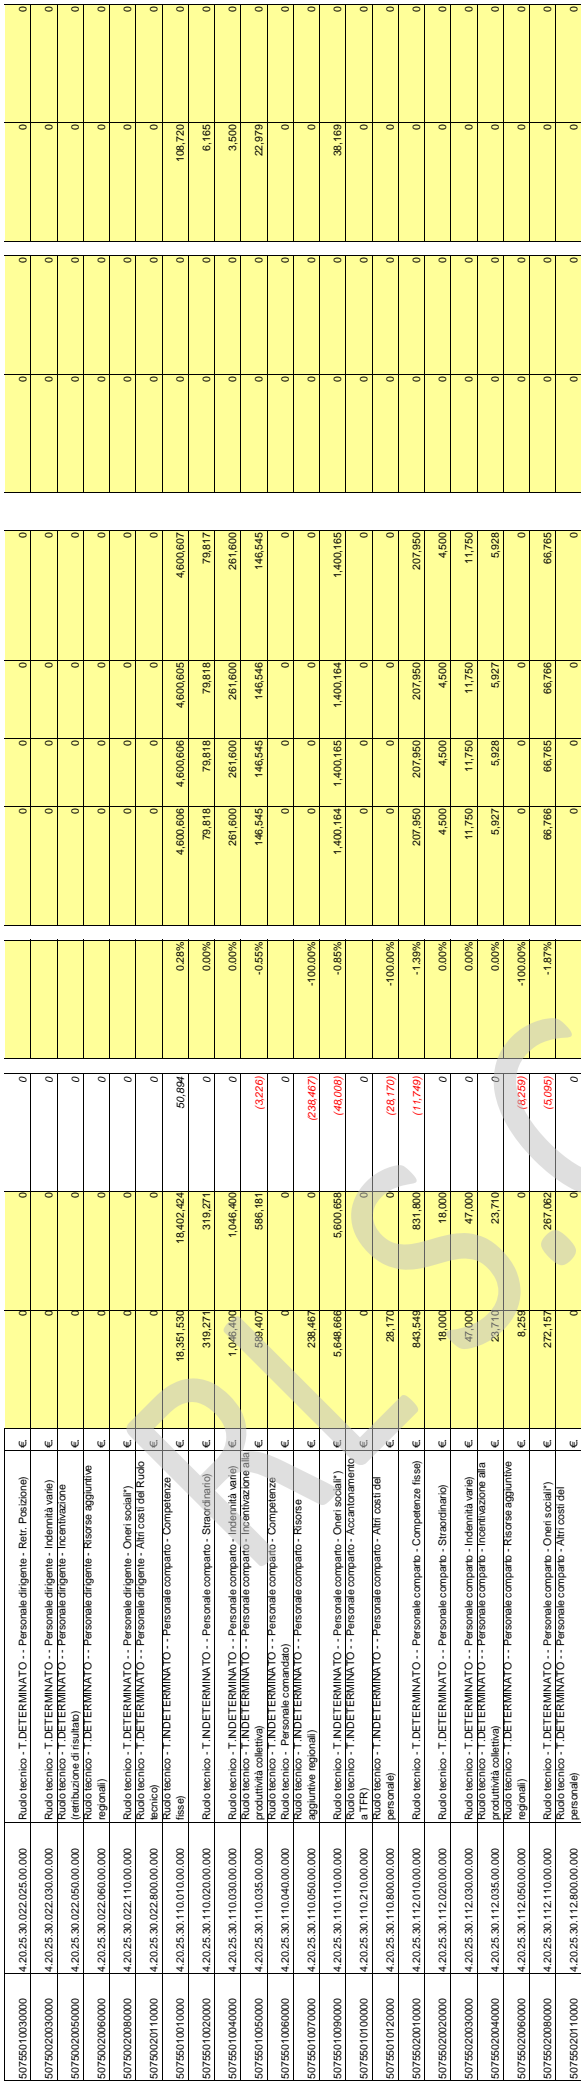 50755010030000 4.20.25.30.022.025.00.000 Ruolo tecnico - T.DETERMINATO - - Personale dirigente - Retr. Posizione) € 0 0 0 0 0 0 0 0 0 0 0
50750020030000 4.20.25.30.022.030.00.000 Ruolo tecnico - T.DETERMINATO - - Personale dirigente - Indennità varie) € 0 0 0 0 0 0 0 0 0 0 0
50750020050000 4.20.25.30.022.050.00.000 Ruolo tecnico - T.DETERMINATO - - Personale dirigente - Incentivazione
(retribuzione di risultato) € 0 0 0 0 0 0 0 0 0 0 0
50750020060000 4.20.25.30.022.060.00.000 Ruolo tecnico - T.DETERMINATO - - Personale dirigente - Risorse aggiuntive
regionali) € 0 0 0 0 0 0 0 0 0 0 0
50750020080000 4.20.25.30.022.110.00.000 Ruolo tecnico - T.DETERMINATO - - Personale dirigente - Oneri sociali*) € 0 0 0 0 0 0 0 0 0 0 0
50750020110000 4.20.25.30.022.800.00.000 Ruolo tecnico - T.DETERMINATO - - Personale dirigente - Altri costi del Ruolo
tecnico) € 0 0 0 0 0 0 0 0 0 0 0
50755010010000 4.20.25.30.110.010.00.000 Ruolo tecnico - T.INDETERMINATO - - Personale comparto - Competenze
fisse) € 18,351,530 18,402,424 50,894 0.28% 4,600,606 4,600,606 4,600,605 4,600,607 0 0 108,720 0
50755010020000 4.20.25.30.110.020.00.000 Ruolo tecnico - T.INDETERMINATO - - Personale comparto - Straordinario) € 319,271 319,271 0 0.00% 79,818 79,818 79,818 79,817 0 0 6,165 0
50755010040000 4.20.25.30.110.030.00.000 Ruolo tecnico - T.INDETERMINATO - - Personale comparto - Indennità varie) € 1,046,400 1,046,400 0 0.00% 261,600 261,600 261,600 261,600 0 0 3,500 0
50755010050000 4.20.25.30.110.035.00.000 Ruolo tecnico - T.INDETERMINATO - - Personale comparto - Incentivazione alla
produttività collettiva) € 589,407 586,181 (3,226) -0.55% 146,545 146,545 146,546 146,545 0 0 22,979 0
50755010060000 4.20.25.30.110.040.00.000 Ruolo tecnico - T.INDETERMINATO - - Personale comandato) € 0 0 0 0 0 0 0 0 0 0 0
50755010070000 4.20.25.30.110.050.00.000 Ruolo tecnico - T.INDETERMINATO - - Personale comparto - Risorse
aggiuntive regionali) € 238,467 0 (238,467) -100.00% 0 0 0 0 0 0 0 0
50755010090000 4.20.25.30.110.110.00.000 Ruolo tecnico - T.INDETERMINATO - - Personale comparto - Oneri sociali*) € 5,648,666 5,600,658 (48,008) -0.85% 1,400,164 1,400,165 1,400,164 1,400,165 0 0 38,169 0
50755010100000 4.20.25.30.110.210.00.000 Ruolo tecnico - T.INDETERMINATO - - Personale comparto - Accantonamento
a TFR) € 0 0 0 0 0 0 0 0 0 0 0
50755010120000 4.20.25.30.110.800.00.000 Ruolo tecnico - T.INDETERMINATO - - Personale comparto - Altri costi del
personale) € 28,170 0 (28,170) -100.00% 0 0 0 0 0 0 0 0
50755020010000 4.20.25.30.112.010.00.000 Ruolo tecnico - T.DETERMINATO - - Personale comparto - Competenze fisse) € 843,549 831,800 (11,749) -1.39% 207,950 207,950 207,950 207,950 0 0 0 0
50755020020000 4.20.25.30.112.020.00.000 Ruolo tecnico - T.DETERMINATO - - Personale comparto - Straordinario) € 18,000 18,000 0 0.00% 4,500 4,500 4,500 4,500 0 0 0 0
50755020030000 4.20.25.30.112.030.00.000 Ruolo tecnico - T.DETERMINATO - - Personale comparto - Indennità varie) € 47,000 47,000 0 0.00% 11,750 11,750 11,750 11,750 0 0 0 0
50755020040000 4.20.25.30.112.035.00.000 Ruolo tecnico - T.DETERMINATO - - Personale comparto - Incentivazione alla
produttività collettiva) € 23,710 23,710 0 0.00% 5,927 5,928 5,927 5,928 0 0 0 0
50755020060000 4.20.25.30.112.050.00.000 Ruolo tecnico - T.DETERMINATO - - Personale comparto - Risorse aggiuntive
regionali) € 8,259 0 (8,259) -100.00% 0 0 0 0 0 0 0 0
50755020080000 4.20.25.30.112.110.00.000 Ruolo tecnico - T.DETERMINATO - - Personale comparto - Oneri sociali*) € 272,157 267,062 (5,095) -1.87% 66,766 66,765 66,766 66,765 0 0 0 0
50755020110000 4.20.25.30.112.800.00.000 Ruolo tecnico - T.DETERMINATO - - Personale comparto - Altri costi del
personale) € 0 0 0 0 0 0 0 0 0 0 0
RL S.C